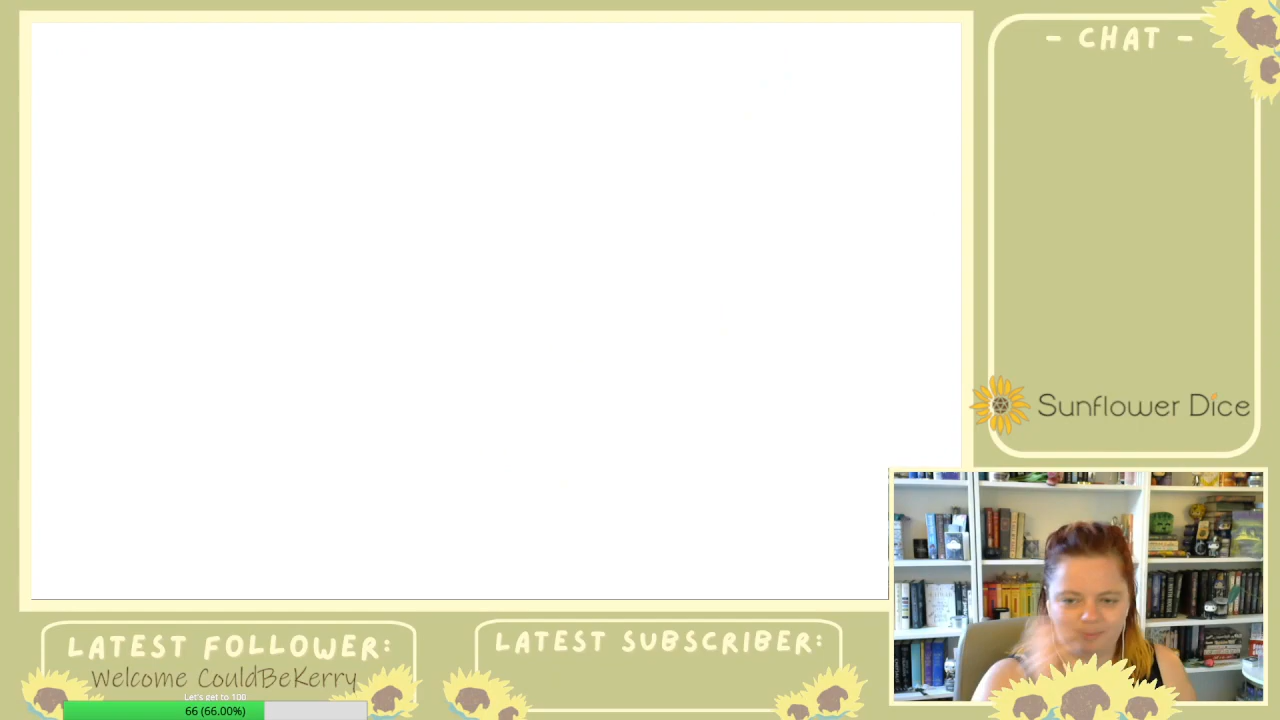 - CHAT -
Sunflower Dice
LATEST FOLLOWER:
Welcome CouldBeKerry
Let's get to 100
66 (66.00%)
LATEST SUBSCRIBER: